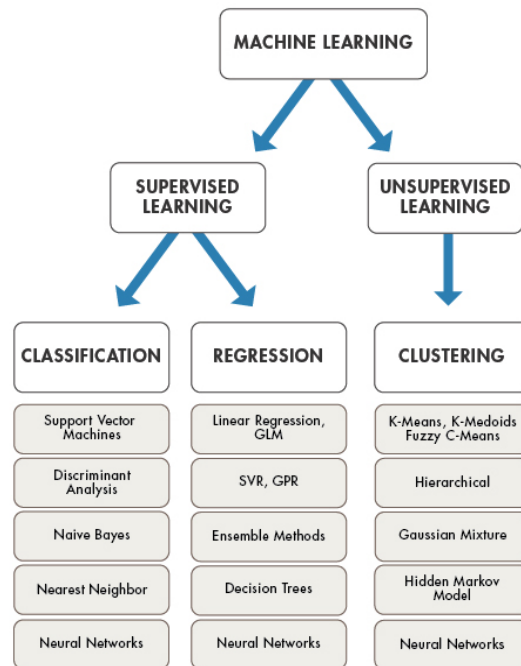 MACHINE LEARNING
SUPERVISED
LEARNING
UNSUPERVISED
LEARNING
CLASSIFICATION
REGRESSION
CLUSTERING
Support Vector
Machines
Linear Regression,
GLM
K-Means, K-Medoids
Fuzzy C-Means
Discriminant
Analysis
SVR, GPR
Hierarchical
Naive Bayes
Ensemble Methods
Gaussian Mixture
Nearest Neighbor
Decision Trees
Hidden Markov
Model
Neural Networks
Neural Networks
Neural Networks